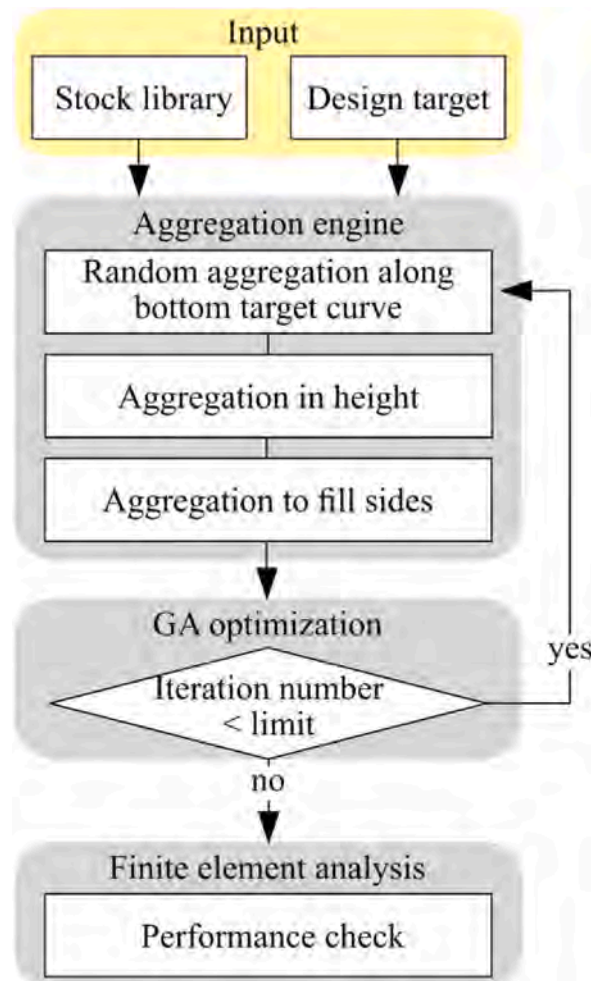 Input
Stock library
Design target
Aggregation engine
Random aggregation along
bottom target curve
Aggregation in height
Aggregation to fill sides
GA optimization
Iteration number
< limit
yes
no
Finite element analysis
Performance check